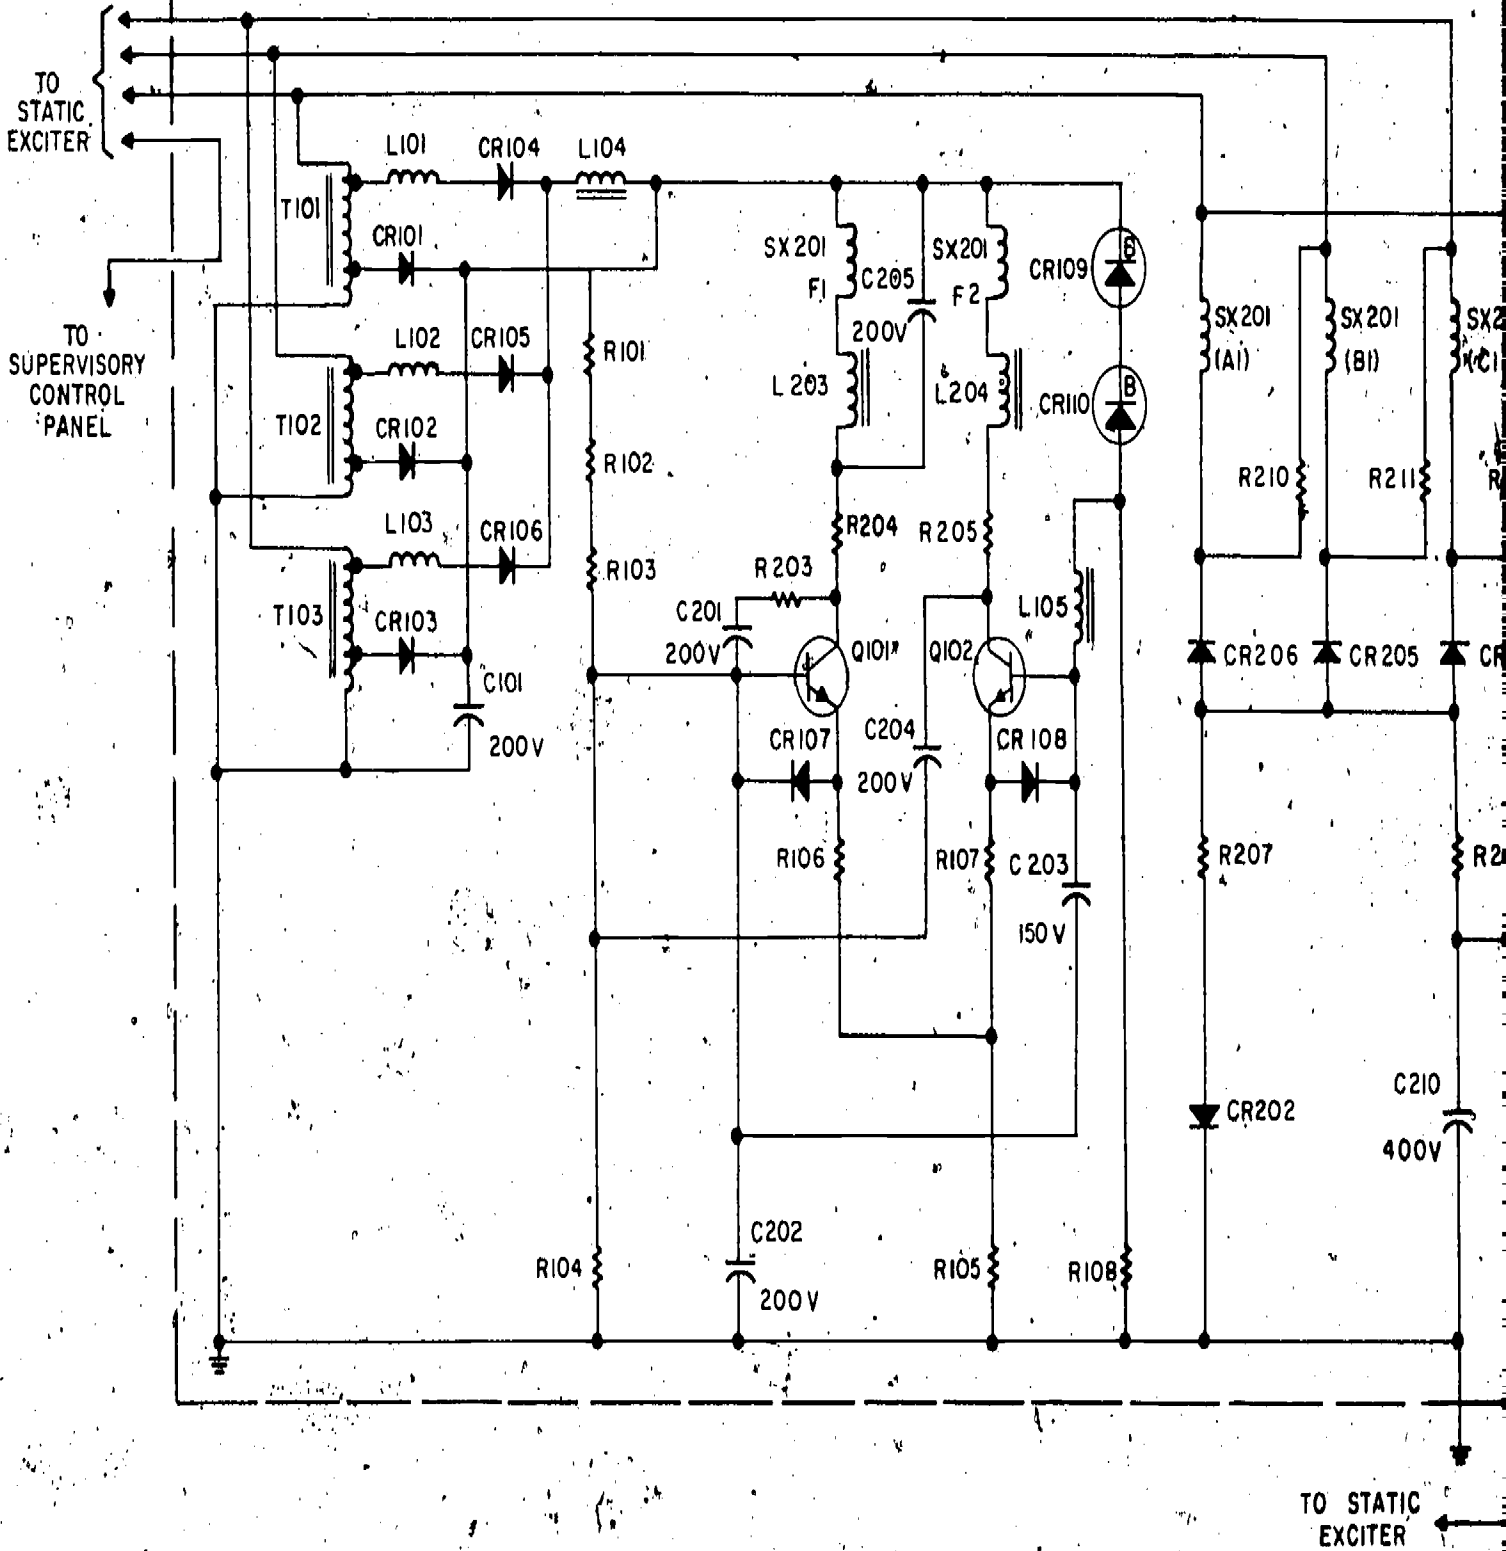 TO
STATIC
EXCITER
TO
SUPERVISORY
CONTROL
PANEL
L101
CR104
L104
T101
CR101
L102
CR105
T102
CR102
L103
CR106
T103
CR103
C101
200V
R101
R102
R103
SX201
F1
C205
200V
SX201
F2
L203
L204
CR109
B
CR110
B
R204
R205
R203
C201
200V
Q101
Q102
L105
CR107
C204
200V
CR108
R106
R107
C203
150V
R104
C202
200V
R105
R108
SX201
(A1)
SX201
(B1)
R210
R211
CR206
CR205
R207
CR202
C210
400V
TO STATIC
EXCITER